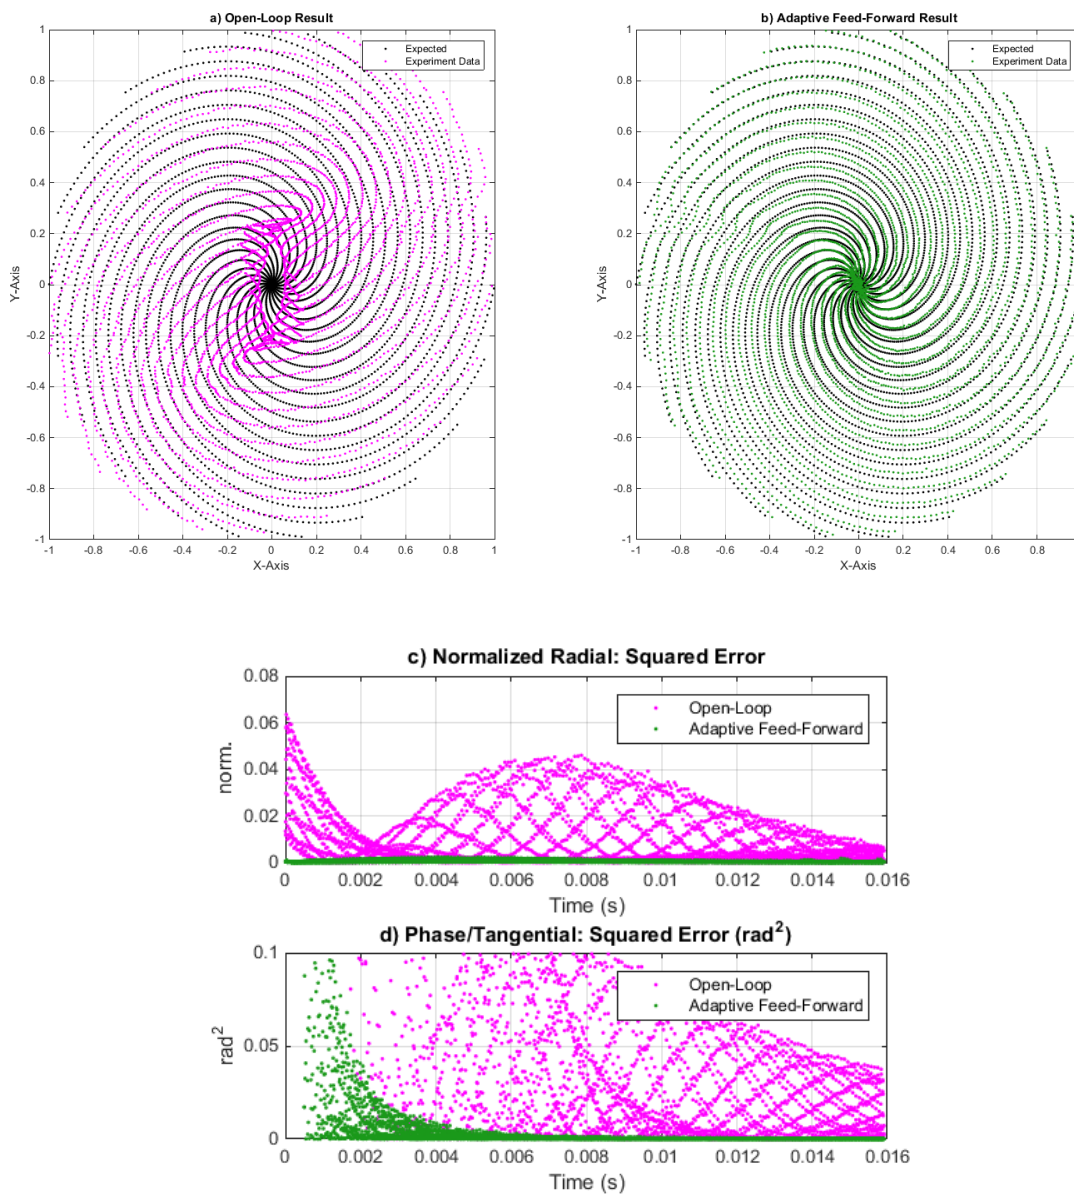 a) Open-Loop Result
Expected
Experiment Data
1
0.8
0.6
0.4
0.2
0
-0.2
-0.4
-0.6
-0.8
-1
Y-Axis
-1 -0.8 -0.6 -0.4 -0.2 0 0.2 0.4 0.6 0.8 1
X-Axis
b) Adaptive Feed-Forward Result
Expected
Experiment Data
1
0.8
0.6
0.4
0.2
0
-0.2
-0.4
-0.6
-0.8
-1
Y-Axis
-1 -0.8 -0.6 -0.4 -0.2 0 0.2 0.4 0.6 0.8
X-Axis
c) Normalized Radial: Squared Error
Open-Loop
Adaptive Feed-Forward
0.08
0.06
0.04
0.02
0
norm.
0 0.002 0.004 0.006 0.008 0.01 0.012 0.014 0.016
Time (s)
d) Phase/Tangential: Squared Error (rad²)
Open-Loop
Adaptive Feed-Forward
0.1
0.05
0
rad²
0 0.002 0.004 0.006 0.008 0.01 0.012 0.014 0.016
Time (s)